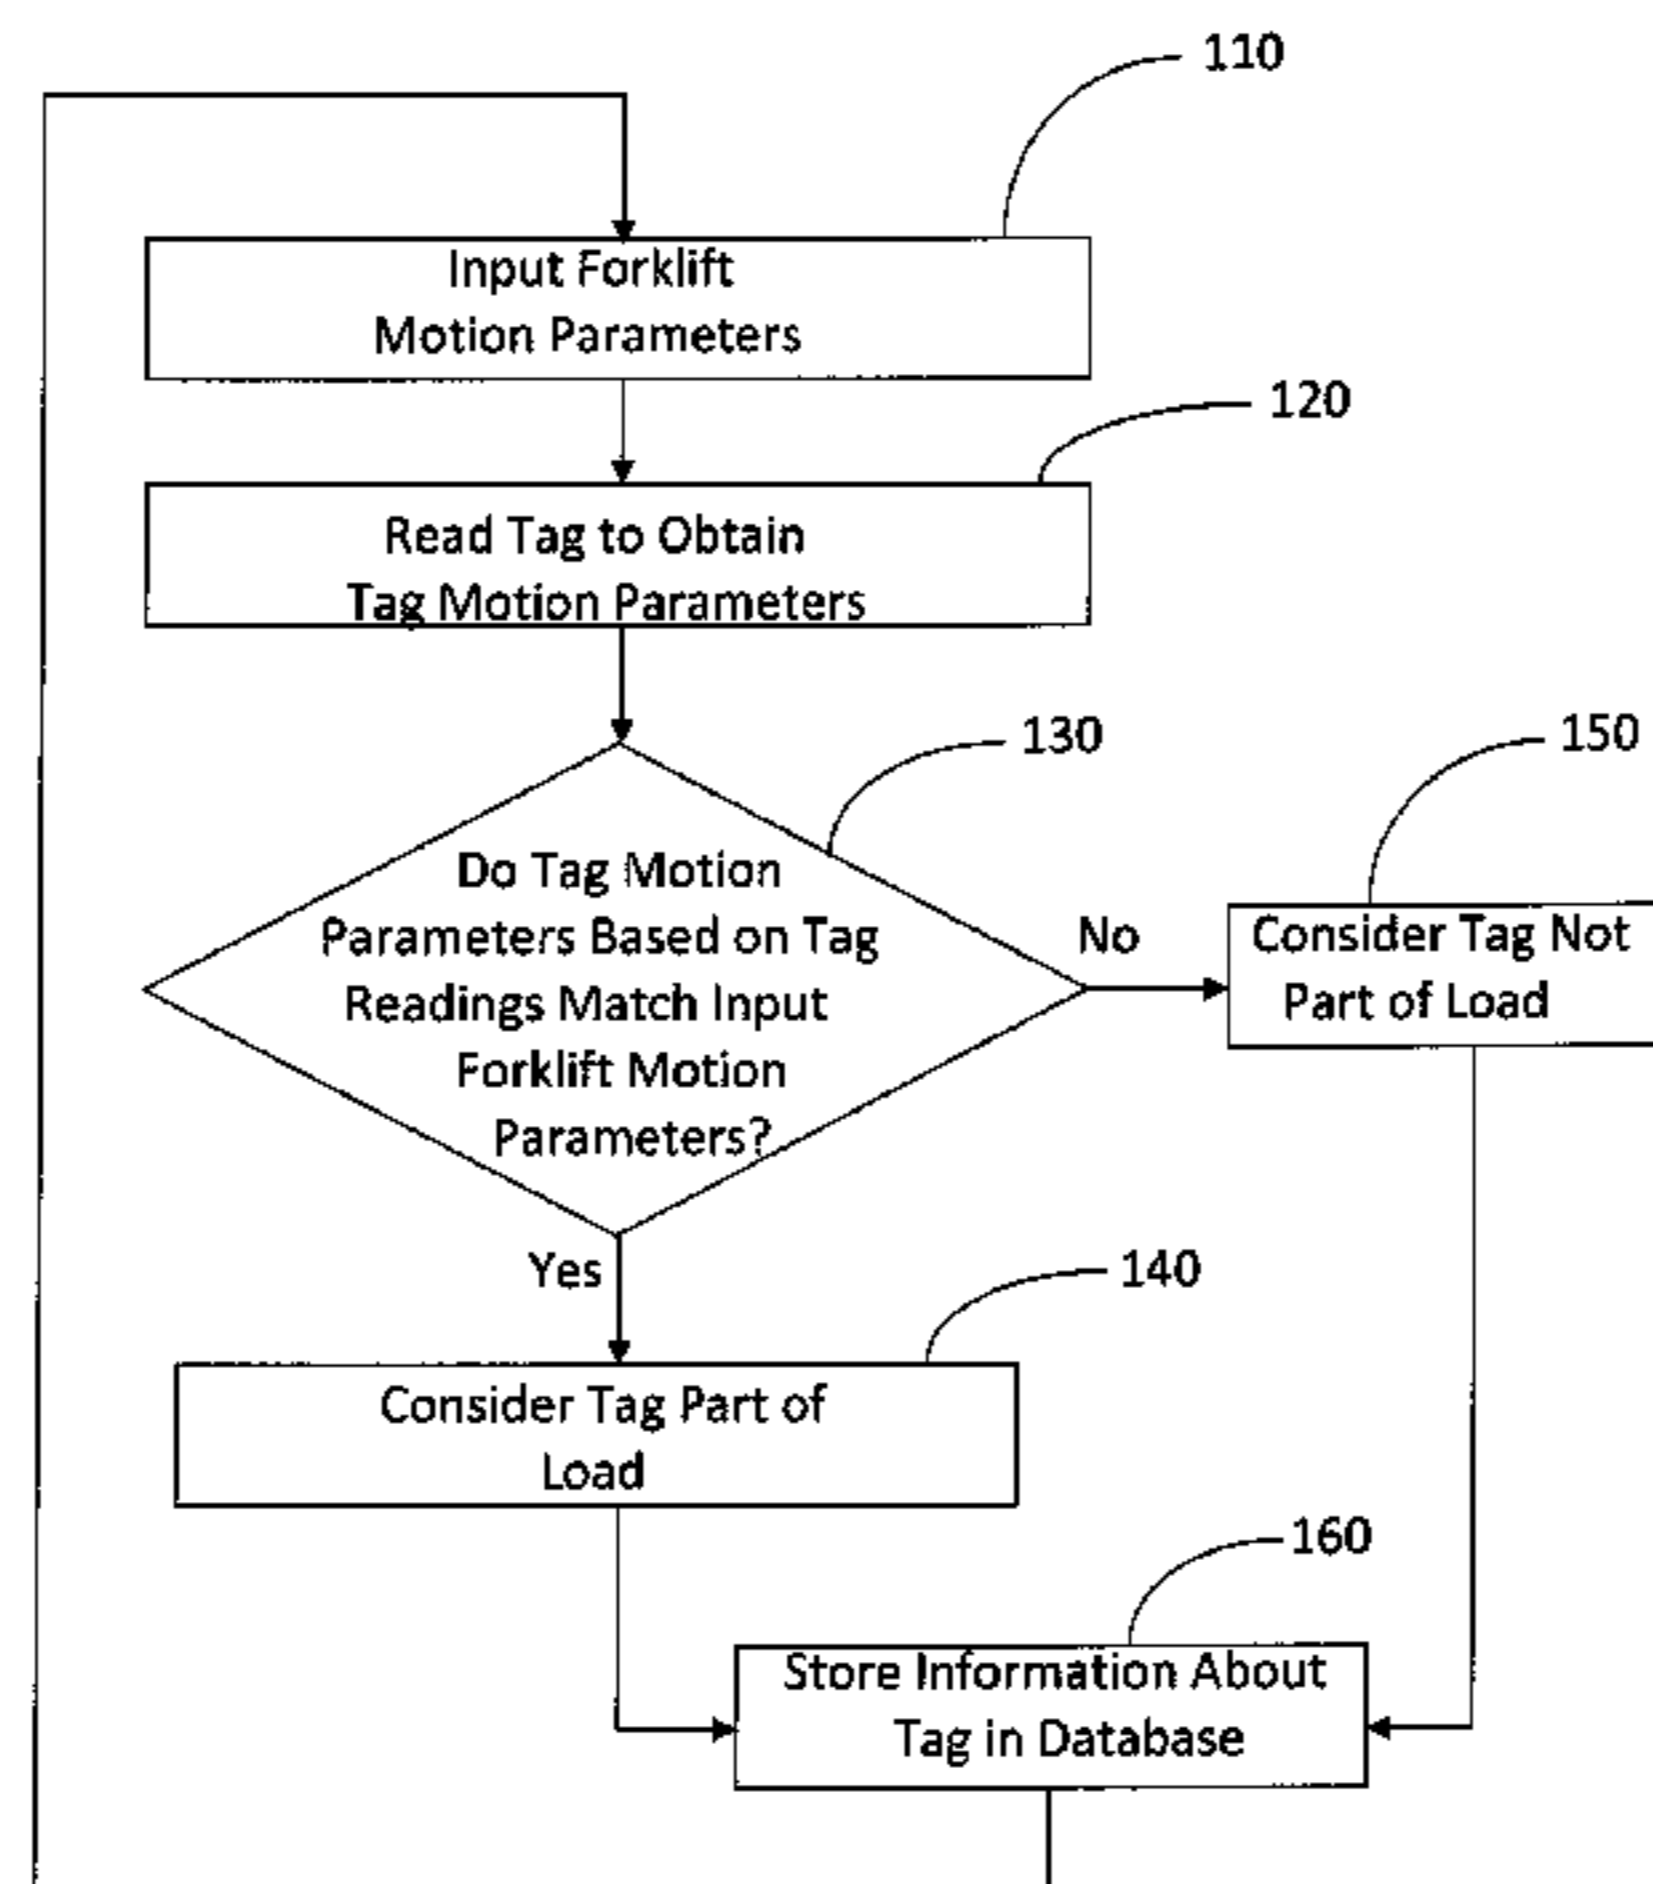 110
Input Forklift
Motion Parameters
120
Read Tag to Obtain
Tag Motion Parameters
130
150
Do Tag Motion
Parameters Based on Tag
Readings Match Input
Forklift Motion
Parameters?
No
Consider Tag Not
Part of Load
Yes
140
Consider Tag Part of
Load
160
Store Information About
Tag in Database